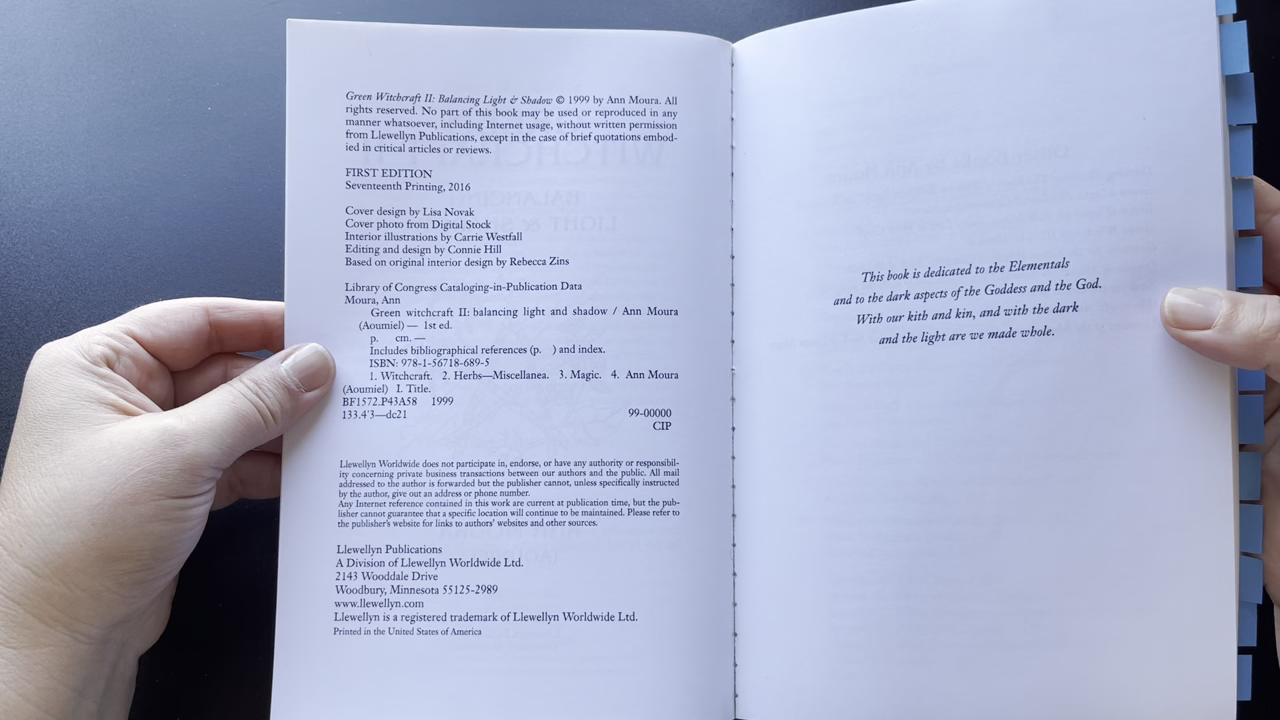 Green Witchcraft II: Balancing Light & Shadow © 1999 by Ann Moura. All
rights reserved. No part of this book may be used or reproduced in any
manner whatsoever, including Internet usage, without written permission
from Llewellyn Publications, except in the case of brief quotations embod-
ied in critical articles or reviews.
FIRST EDITION
Seventeenth Printing, 2016
Cover design by Lisa Novak
Cover photo from Digital Stock
Interior illustrations by Carrie Westfall
Editing and design by Connie Hill
Based on original interior design by Rebecca Zins
Library of Congress Cataloging-in-Publication Data
Moura, Ann
Green witchcraft II: balancing light and shadow / Ann Moura
(Aoumiel) — 1st ed.
p. cm. —
Includes bibliographical references (p. ) and index.
ISBN: 978-1-56718-689-5
1. Witchcraft. 2. Herbs—Miscellanea. 3. Magic. 4. Ann Moura
(Aoumiel) I. Title.
BF1572.P43A58 1999
133.4'3—dc21 99-00000
CIP
Llewellyn Worldwide does not participate in, endorse, or have any authority or responsibil-
ity concerning private business transactions between our authors and the public. All mail
addressed to the author is forwarded but the publisher cannot, unless specifically instructed
by the author, give out an address or phone number.
Any Internet reference contained in this work are current at publication time, but the pub-
lisher cannot guarantee that a specific location will continue to be maintained. Please refer to
the publisher's website for links to authors' websites and other sources.
Llewellyn Publications
A Division of Llewellyn Worldwide Ltd.
2143 Wooddale Drive
Woodbury, Minnesota 55125-2989
www.llewellyn.com
Llewellyn is a registered trademark of Llewellyn Worldwide Ltd.
Printed in the United States of America
This book is dedicated to the Elementals
and to the dark aspects of the Goddess and the God.
With our kith and kin, and with the dark
and the light are we made whole.